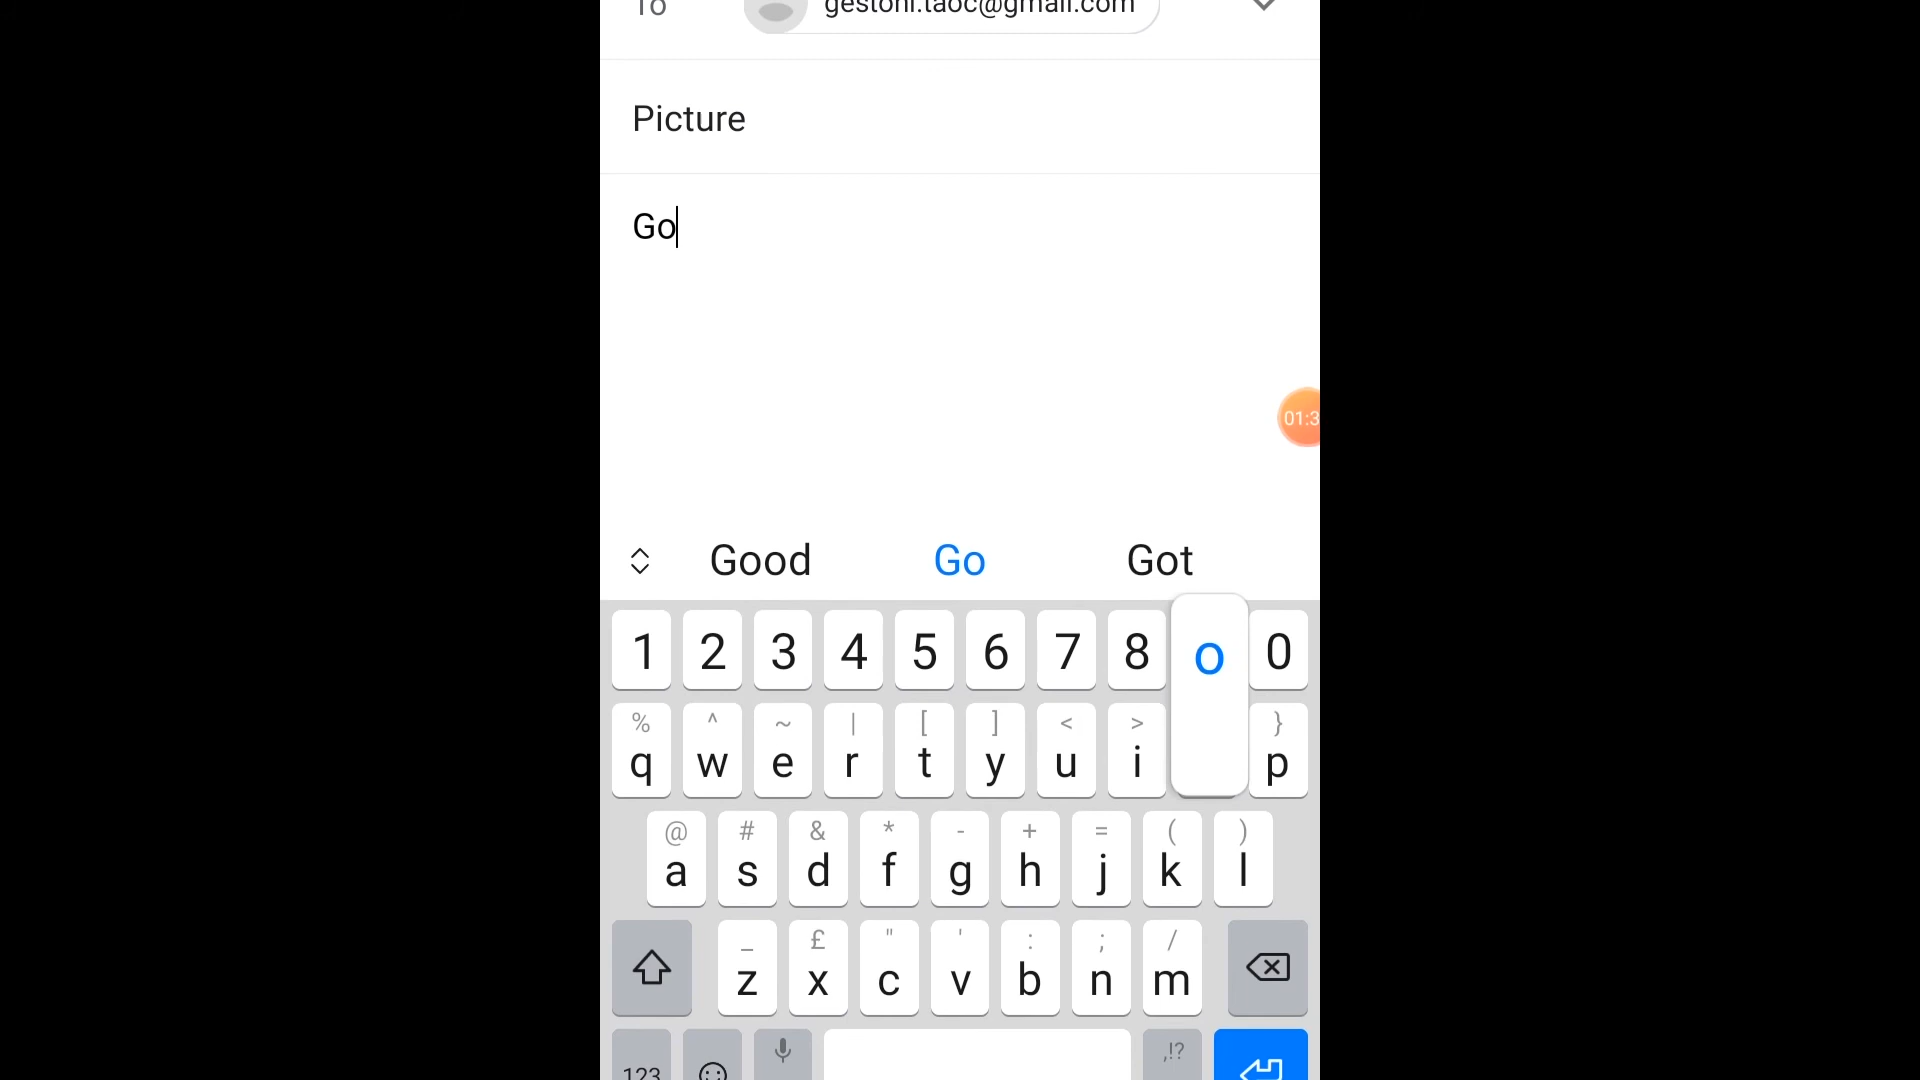 To gestoni.taoc@gmail.com
Picture
Go
01:3
Good Go Got
1 2 3 4 5 6 7 8 o 0
% ^ ~ | [ ] < > }
q w e r t y u i p
@ # & * - + = ( )
a s d f g h j k l
_ £ " ' : ; /
z x c v b n m
,!?
123